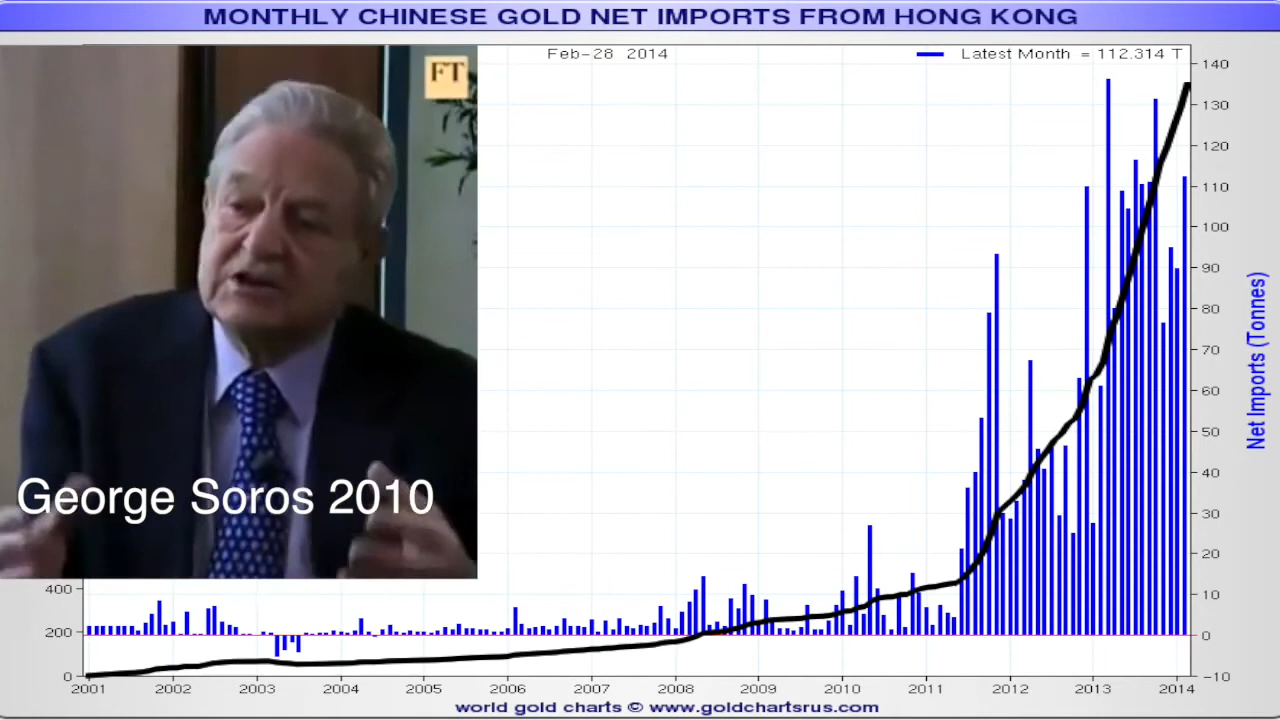 MONTHLY CHINESE GOLD NET IMPORTS FROM HONG KONG
FT
Feb-28 2014
Latest Month = 112.314 T
George Soros 2010
140
130
120
110
100
90
80
70
60
50
40
30
20
10
0
-10
Net Imports (Tonnes)
400
200
0
2001 2002 2003 2004 2005 2006 2007 2008 2009 2010 2011 2012 2013 2014
world gold charts © www.goldchartsrus.com